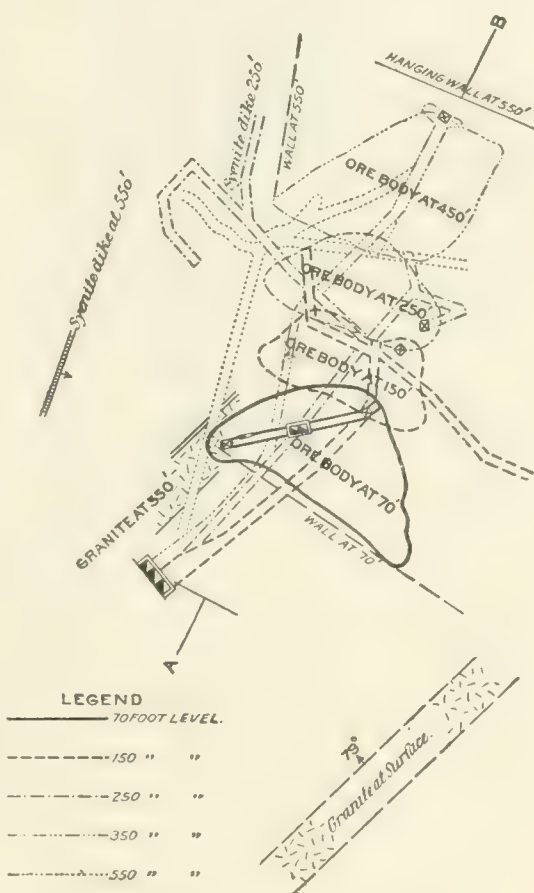 B
HANGING WALL AT 550'
Syenite dike 250'
WALL AT 550'
Syenite dike at 550'
ORE BODY AT 450'
ORE BODY AT 250'
ORE BODY AT 150'
ORE BODY AT 70
GRANITE AT 550'
WALL AT 70'
A
LEGEND
70 FOOT LEVEL.
150 " "
250 " "
350 " "
550 " "
79°
Granite at Surface.